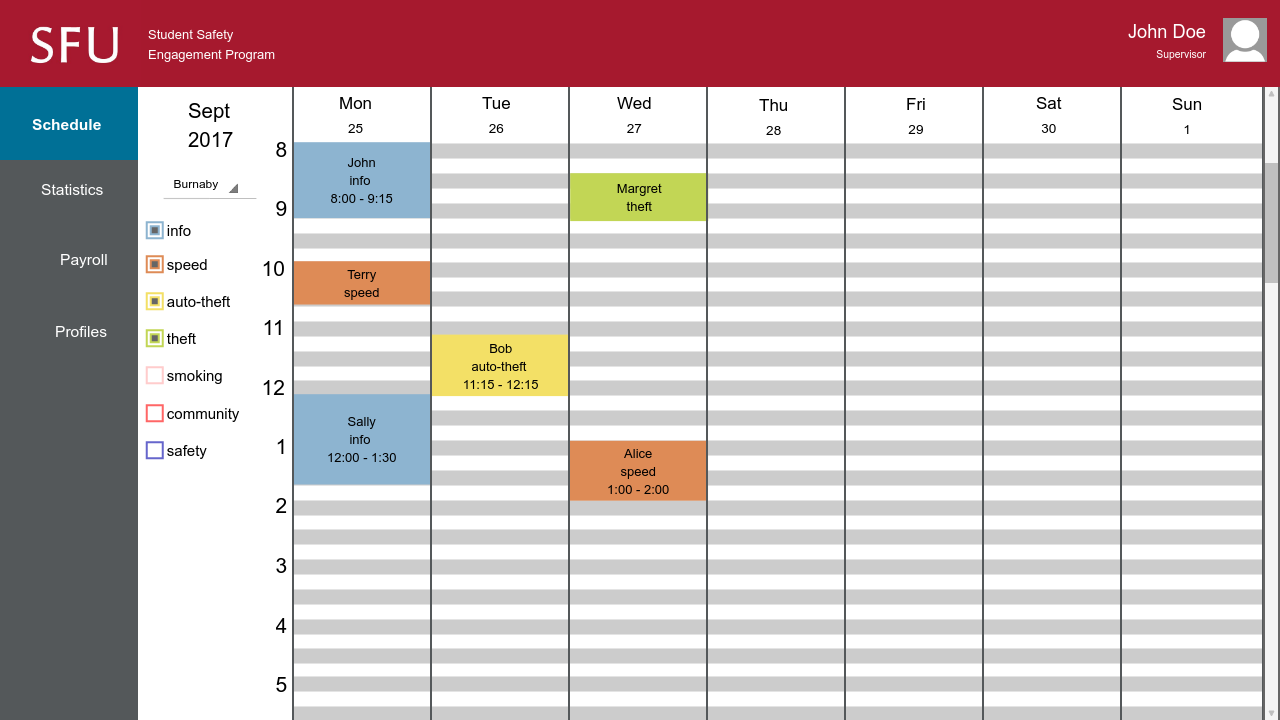 SFU
Student Safety
Engagement Program
John Doe
Supervisor
Schedule
Statistics
Payroll
Profiles
Sept
2017
Burnaby
info
speed
auto-theft
theft
smoking
community
safety
Mon
25
Tue
26
Wed
27
Thu
28
Fri
29
Sat
30
Sun
1
8
9
10
11
12
1
2
3
4
5
John
info
8:00 - 9:15
Terry
speed
Sally
info
12:00 - 1:30
Bob
auto-theft
11:15 - 12:15
Margret
theft
Alice
speed
1:00 - 2:00